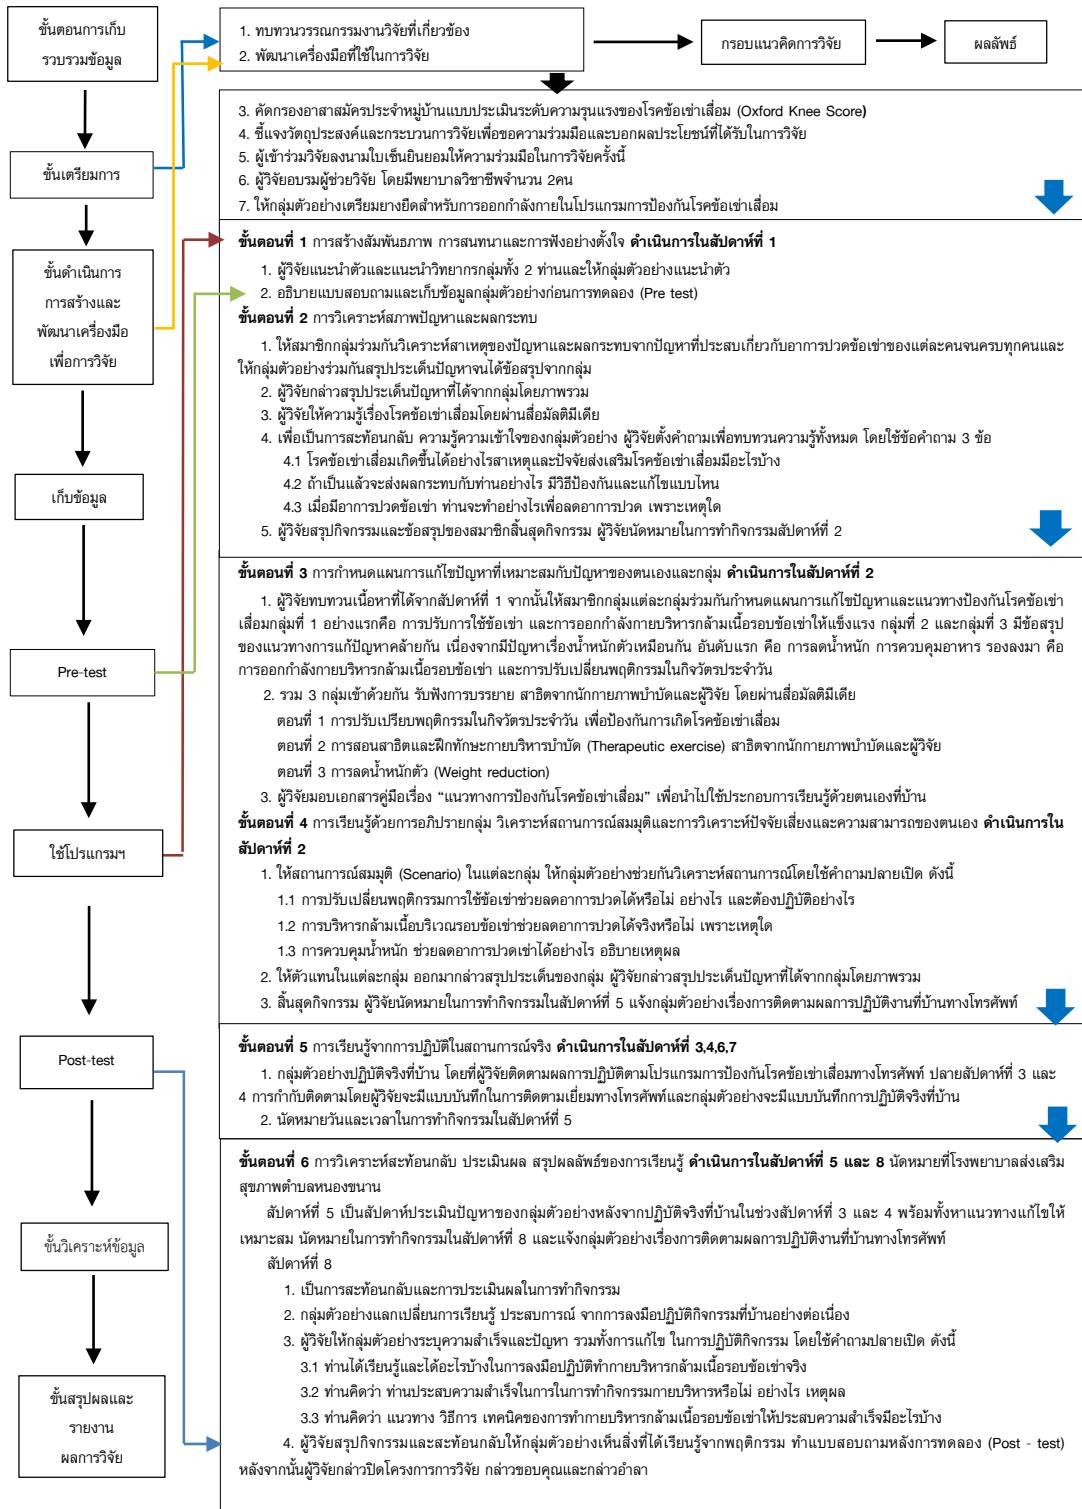 ขั้นตอนการเก็บ
รวบรวมข้อมูล
1. ทบทวนวรรณกรรมงานวิจัยที่เกี่ยวข้อง
2. พัฒนาเครื่องมือที่ใช้ในการวิจัย
กรอบแนวคิดการวิจัย
ผลลัพธ์
3. คัดกรองอาสาสมัครประจำหมู่บ้านแบบประเมินระดับความรุนแรงของโรคข้อเข่าเสื่อม (Oxford Knee Score)
4. ชี้แจงวัตถุประสงค์และกระบวนการวิจัยเพื่อขอความร่วมมือและบอกผลประโยชน์ที่ได้รับในการวิจัย
5. ผู้เข้าร่วมวิจัยลงนามใบเซ็นยินยอมให้ความร่วมมือในการวิจัยครั้งนี้
6. ผู้วิจัยอบรมผู้ช่วยวิจัย โดยมีพยาบาลวิชาชีพจำนวน 2คน
7. ให้กลุ่มตัวอย่างเตรียมยางยืดสำหรับการออกกำลังกายในโปรแกรมการป้องกันโรคข้อเข่าเสื่อม
ขั้นเตรียมการ
ขั้นตอนที่ 1 การสร้างสัมพันธภาพ การสนทนาและการฟังอย่างตั้งใจ ดำเนินการในสัปดาห์ที่ 1
1. ผู้วิจัยแนะนำตัวและแนะนำวิทยากรกลุ่มทั้ง 2 ท่านและให้กลุ่มตัวอย่างแนะนำตัว
2. อธิบายแบบสอบถามและเก็บข้อมูลกลุ่มตัวอย่างก่อนการทดลอง (Pre test)
ขั้นตอนที่ 2 การวิเคราะห์สภาพปัญหาและผลกระทบ
1. ให้สมาชิกกลุ่มร่วมกันวิเคราะห์สาเหตุของปัญหาและผลกระทบจากปัญหาที่ประสบเกี่ยวกับอาการปวดข้อเข่าของแต่ละคนจนครบทุกคนและ
ให้กลุ่มตัวอย่างร่วมกันสรุปประเด็นปัญหาจนได้ข้อสรุปจากกลุ่ม
2. ผู้วิจัยกล่าวสรุปประเด็นปัญหาที่ได้จากกลุ่มโดยภาพรวม
3. ผู้วิจัยให้ความรู้เรื่องโรคข้อเข่าเสื่อมโดยผ่านสื่อมัลติมีเดีย
4. เพื่อเป็นการสะท้อนกลับ ความรู้ความเข้าใจของกลุ่มตัวอย่าง ผู้วิจัยตั้งคำถามเพื่อทบทวนความรู้ทั้งหมด โดยใช้ข้อคำถาม 3 ข้อ
4.1 โรคข้อเข่าเสื่อมเกิดขึ้นได้อย่างไรสาเหตุและปัจจัยส่งเสริมโรคข้อเข่าเสื่อมมีอะไรบ้าง
4.2 ถ้าเป็นแล้วจะส่งผลกระทบกับท่านอย่างไร มีวิธีป้องกันและแก้ไขแบบไหน
4.3 เมื่อมีอาการปวดข้อเข่า ท่านจะทำอย่างไรเพื่อลดอาการปวด เพราะเหตุใด
5. ผู้วิจัยสรุปกิจกรรมและข้อสรุปของสมาชิกสิ้นสุดกิจกรรม ผู้วิจัยนัดหมายในการทำกิจกรรมสัปดาห์ที่ 2
ขั้นดำเนินการ
การสร้างและ
พัฒนาเครื่องมือ
เพื่อการวิจัย
เก็บข้อมูล
ขั้นตอนที่ 3 การกำหนดแผนการแก้ไขปัญหาที่เหมาะสมกับปัญหาของตนเองและกลุ่ม ดำเนินการในสัปดาห์ที่ 2
1. ผู้วิจัยทบทวนเนื้อหาที่ได้จากสัปดาห์ที่ 1 จากนั้นให้สมาชิกกลุ่มแต่ละกลุ่มร่วมกันกำหนดแผนการแก้ไขปัญหาและแนวทางป้องกันโรคข้อเข่า
เสื่อมกลุ่มที่ 1 อย่างแรกคือ การปรับการใช้ข้อเข่า และการออกกำลังกายบริหารกล้ามเนื้อรอบข้อเข่าให้แข็งแรง กลุ่มที่ 2 และกลุ่มที่ 3 มีข้อสรุป
ของแนวทางการแก้ปัญหาคล้ายกัน เนื่องจากมีปัญหาเรื่องน้ำหนักตัวเหมือนกัน อันดับแรก คือ การลดน้ำหนัก การควบคุมอาหาร รองลงมา คือ
การออกกำลังกายบริหารกล้ามเนื้อรอบข้อเข่า และการปรับเปลี่ยนพฤติกรรมในกิจวัตรประจำวัน
2. รวม 3 กลุ่มเข้าด้วยกัน รับฟังการบรรยาย สาธิตจากนักกายภาพบำบัดและผู้วิจัย โดยผ่านสื่อมัลติมีเดีย
ตอนที่ 1 การปรับเปรียบพฤติกรรมในกิจวัตรประจำวัน เพื่อป้องกันการเกิดโรคข้อเข่าเสื่อม
ตอนที่ 2 การสอนสาธิตและฝึกทักษะกายบริหารบำบัด (Therapeutic exercise) สาธิตจากนักกายภาพบำบัดและผู้วิจัย
ตอนที่ 3 การลดน้ำหนักตัว (Weight reduction)
3. ผู้วิจัยมอบเอกสารคู่มือเรื่อง “แนวทางการป้องกันโรคข้อเข่าเสื่อม” เพื่อนำไปใช้ประกอบการเรียนรู้ด้วยตนเองที่บ้าน
Pre-test
ขั้นตอนที่ 4 การเรียนรู้ด้วยการอภิปรายกลุ่ม วิเคราะห์สถานการณ์สมมุติและการวิเคราะห์ปัจจัยเสี่ยงและความสามารถของตนเอง ดำเนินการใน
สัปดาห์ที่ 2
1. ให้สถานการณ์สมมุติ (Scenario) ในแต่ละกลุ่ม ให้กลุ่มตัวอย่างช่วยกันวิเคราะห์สถานการณ์โดยใช้คำถามปลายเปิด ดังนี้
1.1 การปรับเปลี่ยนพฤติกรรมการใช้ข้อเข่าช่วยลดอาการปวดได้หรือไม่ อย่างไร และต้องปฏิบัติอย่างไร
1.2 การบริหารกล้ามเนื้อบริเวณรอบข้อเข่าช่วยลดอาการปวดได้จริงหรือไม่ เพราะเหตุใด
1.3 การควบคุมน้ำหนัก ช่วยลดอาการปวดเข่าได้อย่างไร อธิบายเหตุผล
2. ให้ตัวแทนในแต่ละกลุ่ม ออกมากล่าวสรุปประเด็นของกลุ่ม ผู้วิจัยกล่าวสรุปประเด็นปัญหาที่ได้จากกลุ่มโดยภาพรวม
3. สิ้นสุดกิจกรรม ผู้วิจัยนัดหมายในการทำกิจกรรมในสัปดาห์ที่ 5 แจ้งกลุ่มตัวอย่างเรื่องการติดตามผลการปฏิบัติงานที่บ้านทางโทรศัพท์
ใช้โปรแกรมฯ
ขั้นตอนที่ 5 การเรียนรู้จากการปฏิบัติในสถานการณ์จริง ดำเนินการในสัปดาห์ที่ 3,4,6,7
1. กลุ่มตัวอย่างปฏิบัติจริงที่บ้าน โดยที่ผู้วิจัยติดตามผลการปฏิบัติตามโปรแกรมการป้องกันโรคข้อเข่าเสื่อมทางโทรศัพท์ ปลายสัปดาห์ที่ 3 และ
4 การกำกับติดตามโดยผู้วิจัยจะมีแบบบันทึกในการติดตามเยี่ยมทางโทรศัพท์และกลุ่มตัวอย่างจะมีแบบบันทึกการปฏิบัติจริงที่บ้าน
2. นัดหมายวันและเวลาในการทำกิจกรรมในสัปดาห์ที่ 5
Post-test
ขั้นตอนที่ 6 การวิเคราะห์สะท้อนกลับ ประเมินผล สรุปผลลัพธ์ของการเรียนรู้ ดำเนินการในสัปดาห์ที่ 5 และ 8 นัดหมายที่โรงพยาบาลส่งเสริม
สุขภาพตำบลหนองขนาน
สัปดาห์ที่ 5 เป็นสัปดาห์ประเมินปัญหาของกลุ่มตัวอย่างหลังจากปฏิบัติจริงที่บ้านในช่วงสัปดาห์ที่ 3 และ 4 พร้อมทั้งหาแนวทางแก้ไขให้
เหมาะสม นัดหมายในการทำกิจกรรมในสัปดาห์ที่ 8 และแจ้งกลุ่มตัวอย่างเรื่องการติดตามผลการปฏิบัติงานที่บ้านทางโทรศัพท์
สัปดาห์ที่ 8
1. เป็นการสะท้อนกลับและการประเมินผลในการทำกิจกรรม
2. กลุ่มตัวอย่างแลกเปลี่ยนการเรียนรู้ ประสบการณ์ จากการลงมือปฏิบัติกิจกรรมที่บ้านอย่างต่อเนื่อง
3. ผู้วิจัยให้กลุ่มตัวอย่างระบุความสำเร็จและปัญหา รวมทั้งการแก้ไข ในการปฏิบัติกิจกรรม โดยใช้คำถามปลายเปิด ดังนี้
3.1 ท่านได้เรียนรู้และได้อะไรบ้างในการลงมือปฏิบัติทำกายบริหารกล้ามเนื้อรอบข้อเข่าจริง
3.2 ท่านคิดว่า ท่านประสบความสำเร็จในการในการทำกิจกรรมกายบริหารหรือไม่ อย่างไร เหตุผล
3.3 ท่านคิดว่า แนวทาง วิธีการ เทคนิคของการทำกายบริหารกล้ามเนื้อรอบข้อเข่าให้ประสบความสำเร็จมีอะไรบ้าง
4. ผู้วิจัยสรุปกิจกรรมและสะท้อนกลับให้กลุ่มตัวอย่างเห็นสิ่งที่ได้เรียนรู้จากพฤติกรรม ทำแบบสอบถามหลังการทดลอง (Post - test)
หลังจากนั้นผู้วิจัยกล่าวปิดโครงการการวิจัย กล่าวขอบคุณและกล่าวอำลา
ขั้นวิเคราะห์ข้อมูล
ขั้นสรุปผลและ
รายงาน
ผลการวิจัย